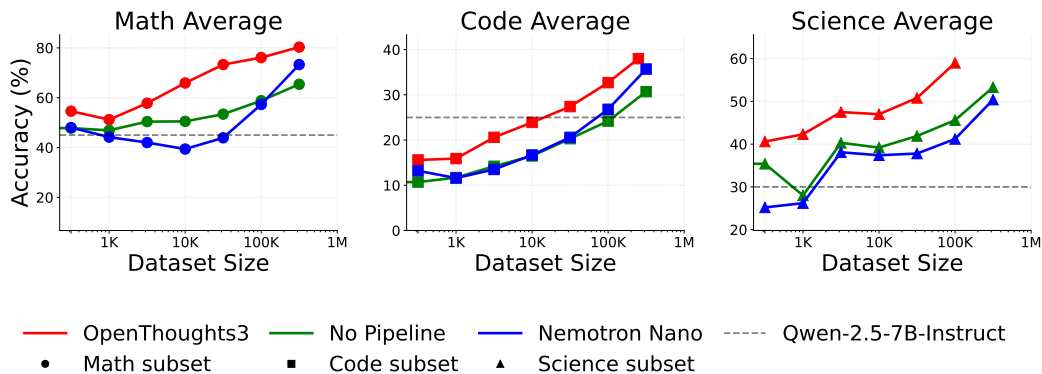 Math Average
Code Average
Science Average
Accuracy (%)
80
60
40
20
1K 10K 100K 1M
Dataset Size
40
30
20
10
0
1K 10K 100K 1M
Dataset Size
60
50
40
30
20
1K 10K 100K 1M
Dataset Size
OpenThoughts3 No Pipeline Nemotron Nano Qwen-2.5-7B-Instruct
Math subset Code subset Science subset